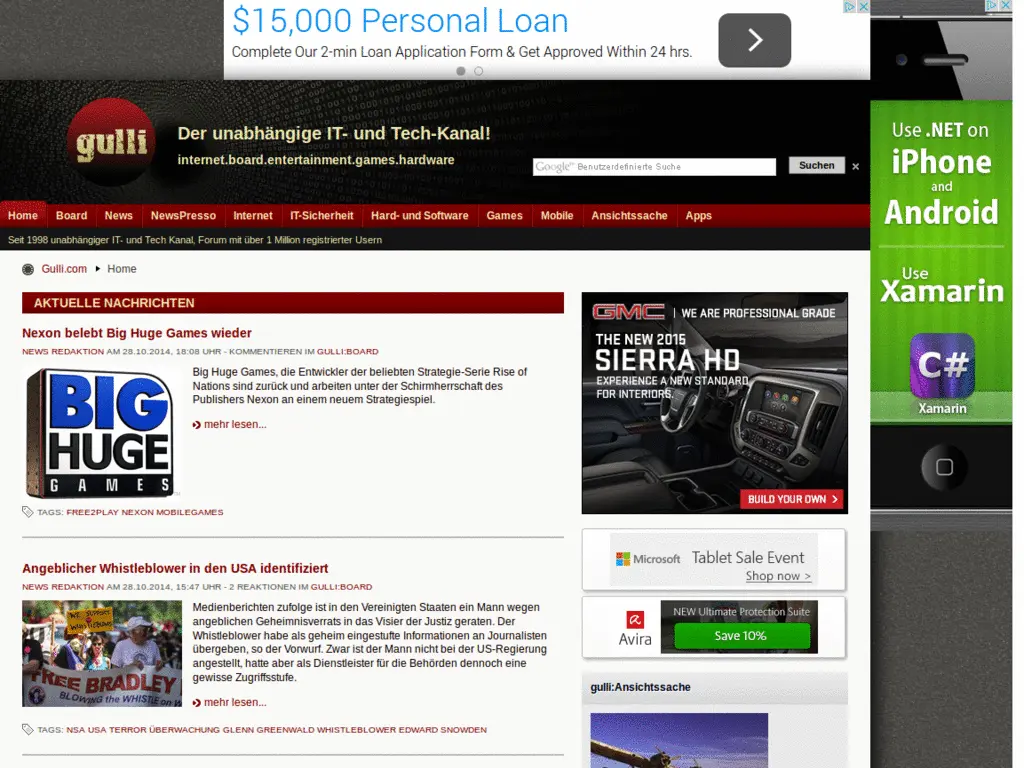 $15,000 Personal Loan
Complete Our 2-min Loan Application Form & Get Approved Within 24 hrs.
gulli
Der unabhängige IT- und Tech-Kanal!
internet.board.entertainment.games.hardware
Google™ Benutzerdefinierte Suche
Suchen
×
Home Board News NewsPresso Internet IT-Sicherheit Hard- und Software Games Mobile Ansichtssache Apps
Seit 1998 unabhängiger IT- und Tech Kanal, Forum mit über 1 Million registrierter Usern
Gulli.com Home
AKTUELLE NACHRICHTEN
Nexon belebt Big Huge Games wieder
NEWS REDAKTION AM 28.10.2014, 18:08 UHR - KOMMENTIEREN IM GULLI:BOARD
BIG
HUGE
GAMES
Big Huge Games, die Entwickler der beliebten Strategie-Serie Rise of
Nations sind zurück und arbeiten unter der Schirmherrschaft des
Publishers Nexon an einem neuem Strategiespiel.
mehr lesen...
TAGS: FREE2PLAY NEXON MOBILEGAMES
Angeblicher Whistleblower in den USA identifiziert
NEWS REDAKTION AM 28.10.2014, 15:47 UHR - 2 REAKTIONEN IM GULLI:BOARD
WE SUPPORT
WHISTLEBLOWE
FREE BRADLEY
BLOWING the WHISTLE on W
Medienberichten zufolge ist in den Vereinigten Staaten ein Mann wegen
angeblichen Geheimnisverrats in das Visier der Justiz geraten. Der
Whistleblower habe als geheim eingestufte Informationen an Journalisten
übergeben, so der Vorwurf. Zwar ist der Mann nicht bei der US-Regierung
angestellt, hatte aber als Dienstleister für die Behörden dennoch eine
gewisse Zugriffsstufe.
mehr lesen...
TAGS: NSA USA TERROR ÜBERWACHUNG GLENN GREENWALD WHISTLEBLOWER EDWARD SNOWDEN
GMC | WE ARE PROFESSIONAL GRADE
THE NEW 2015
SIERRA HD
EXPERIENCE A NEW STANDARD
FOR INTERIORS.
BUILD YOUR OWN
Microsoft Tablet Sale Event
Shop now >
Avira
NEW Ultimate Protection Suite
Save 10%
gulli:Ansichtssache
Use .NET on
iPhone
and
Android
Use
Xamarin
C#
Xamarin